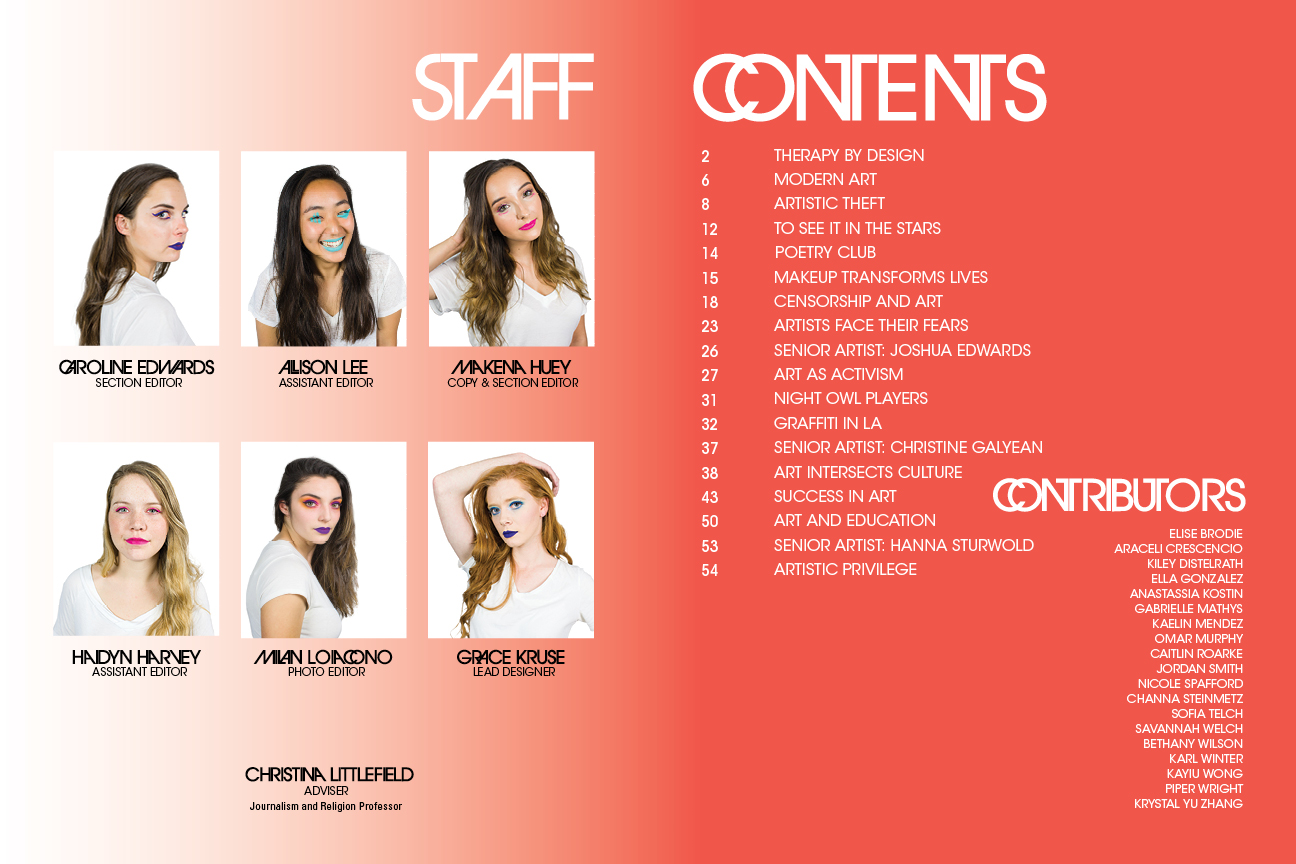 STAFF
CAROLINE EDWARDS
SECTION EDITOR
ALLISON LEE
ASSISTANT EDITOR
MAKENA HUEY
COPY & SECTION EDITOR
HAIDYN HARVEY
ASSISTANT EDITOR
MILAN LOIACONO
PHOTO EDITOR
GRACE KRUSE
LEAD DESIGNER
CHRISTINA LITTLEFIELD
ADVISER
Journalism and Religion Professor
CONTENTS
2 THERAPY BY DESIGN
6 MODERN ART
8 ARTISTIC THEFT
12 TO SEE IT IN THE STARS
14 POETRY CLUB
15 MAKEUP TRANSFORMS LIVES
18 CENSORSHIP AND ART
23 ARTISTS FACE THEIR FEARS
26 SENIOR ARTIST: JOSHUA EDWARDS
27 ART AS ACTIVISM
31 NIGHT OWL PLAYERS
32 GRAFFITI IN LA
37 SENIOR ARTIST: CHRISTINE GALYEAN
38 ART INTERSECTS CULTURE
43 SUCCESS IN ART
50 ART AND EDUCATION
53 SENIOR ARTIST: HANNA STURWOLD
54 ARTISTIC PRIVILEGE
CONTRIBUTORS
ELISE BRODIE
ARACELI CRESCENCIO
KILEY DISTELRATH
ELLA GONZALEZ
ANASTASSIA KOSTIN
GABRIELLE MATHYS
KAELIN MENDEZ
OMAR MURPHY
CAITLIN ROARKE
JORDAN SMITH
NICOLE SPAFFORD
CHANNA STEINMETZ
SOFIA TELCH
SAVANNAH WELCH
BETHANY WILSON
KARL WINTER
KAYIU WONG
PIPER WRIGHT
KRYSTAL YU ZHANG